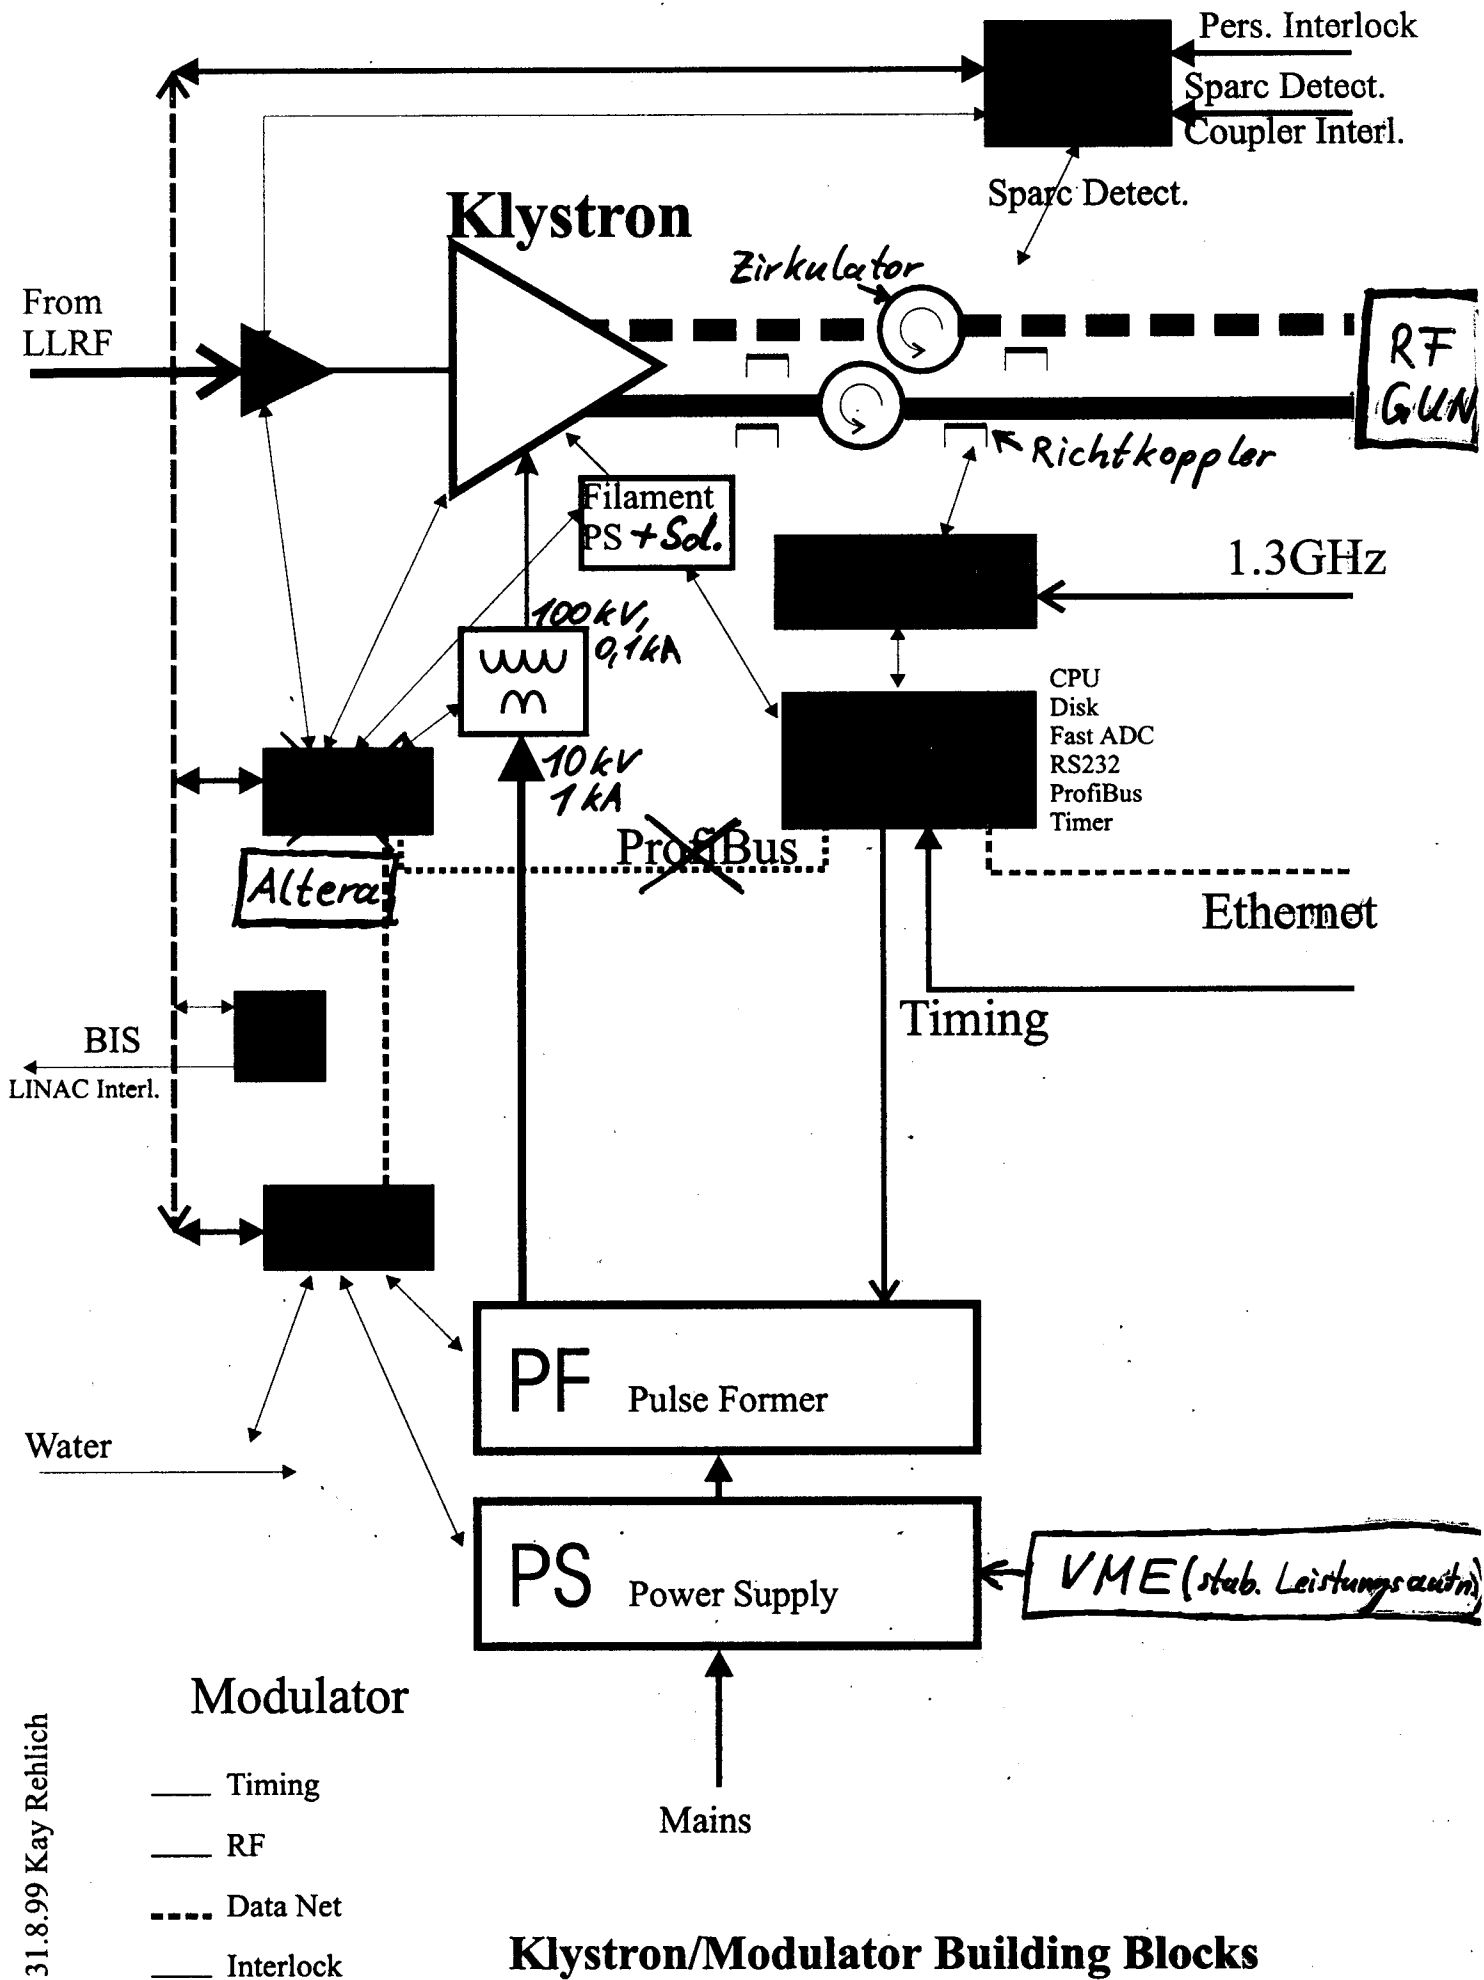 Pers. Interlock
Sparc Detect.
Coupler Interl.
Sparc Detect.
Klystron
Zirkulator
From
LLRF
RF
GUN
Richtkoppler
Filament
PS + Sol.
1.3GHz
100kV,
0,1kA
CPU
Disk
Fast ADC
RS232
ProfiBus
Timer
10kV
1kA
ProfiBus
Altera
Ethernet
Timing
BIS
LINAC Interl.
PF Pulse Former
Water
PS Power Supply
VME (stab. Leistungsautn.)
Modulator
Mains
Timing
RF
Data Net
Interlock
31.8.99 Kay Rehlich
Klystron/Modulator Building Blocks